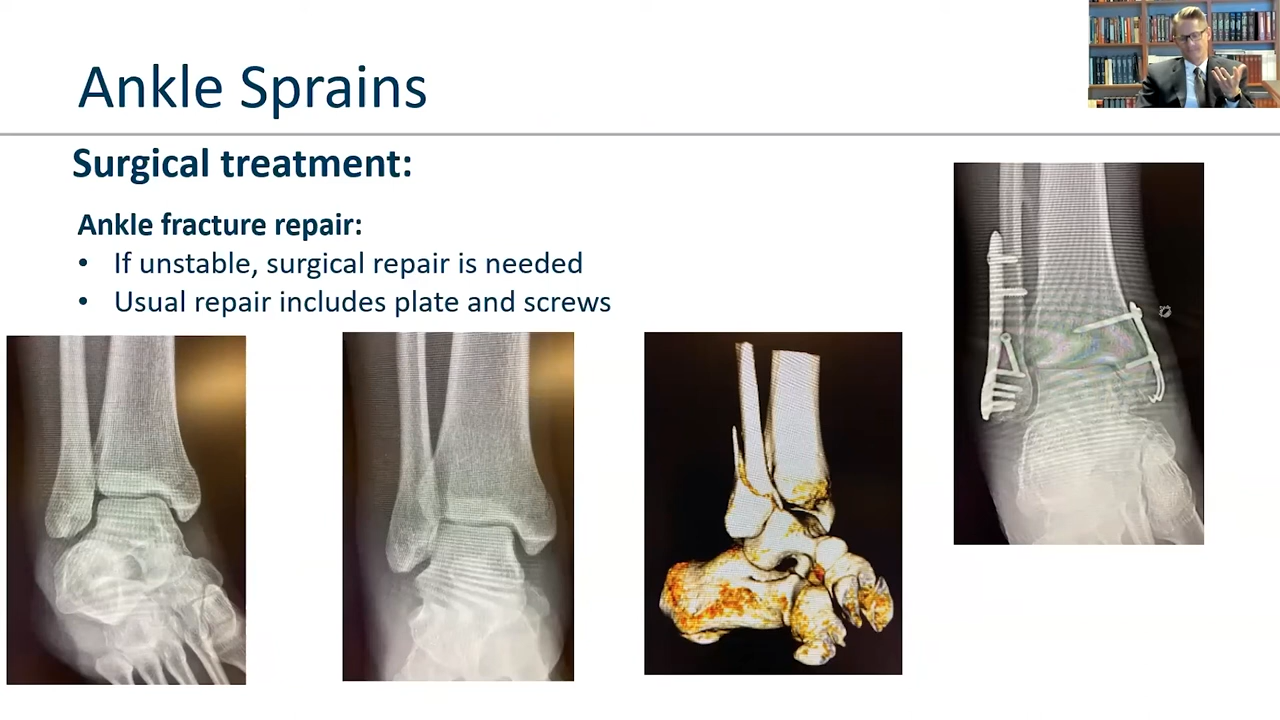 Ankle Sprains
Surgical treatment:
Ankle fracture repair:
• If unstable, surgical repair is needed
• Usual repair includes plate and screws